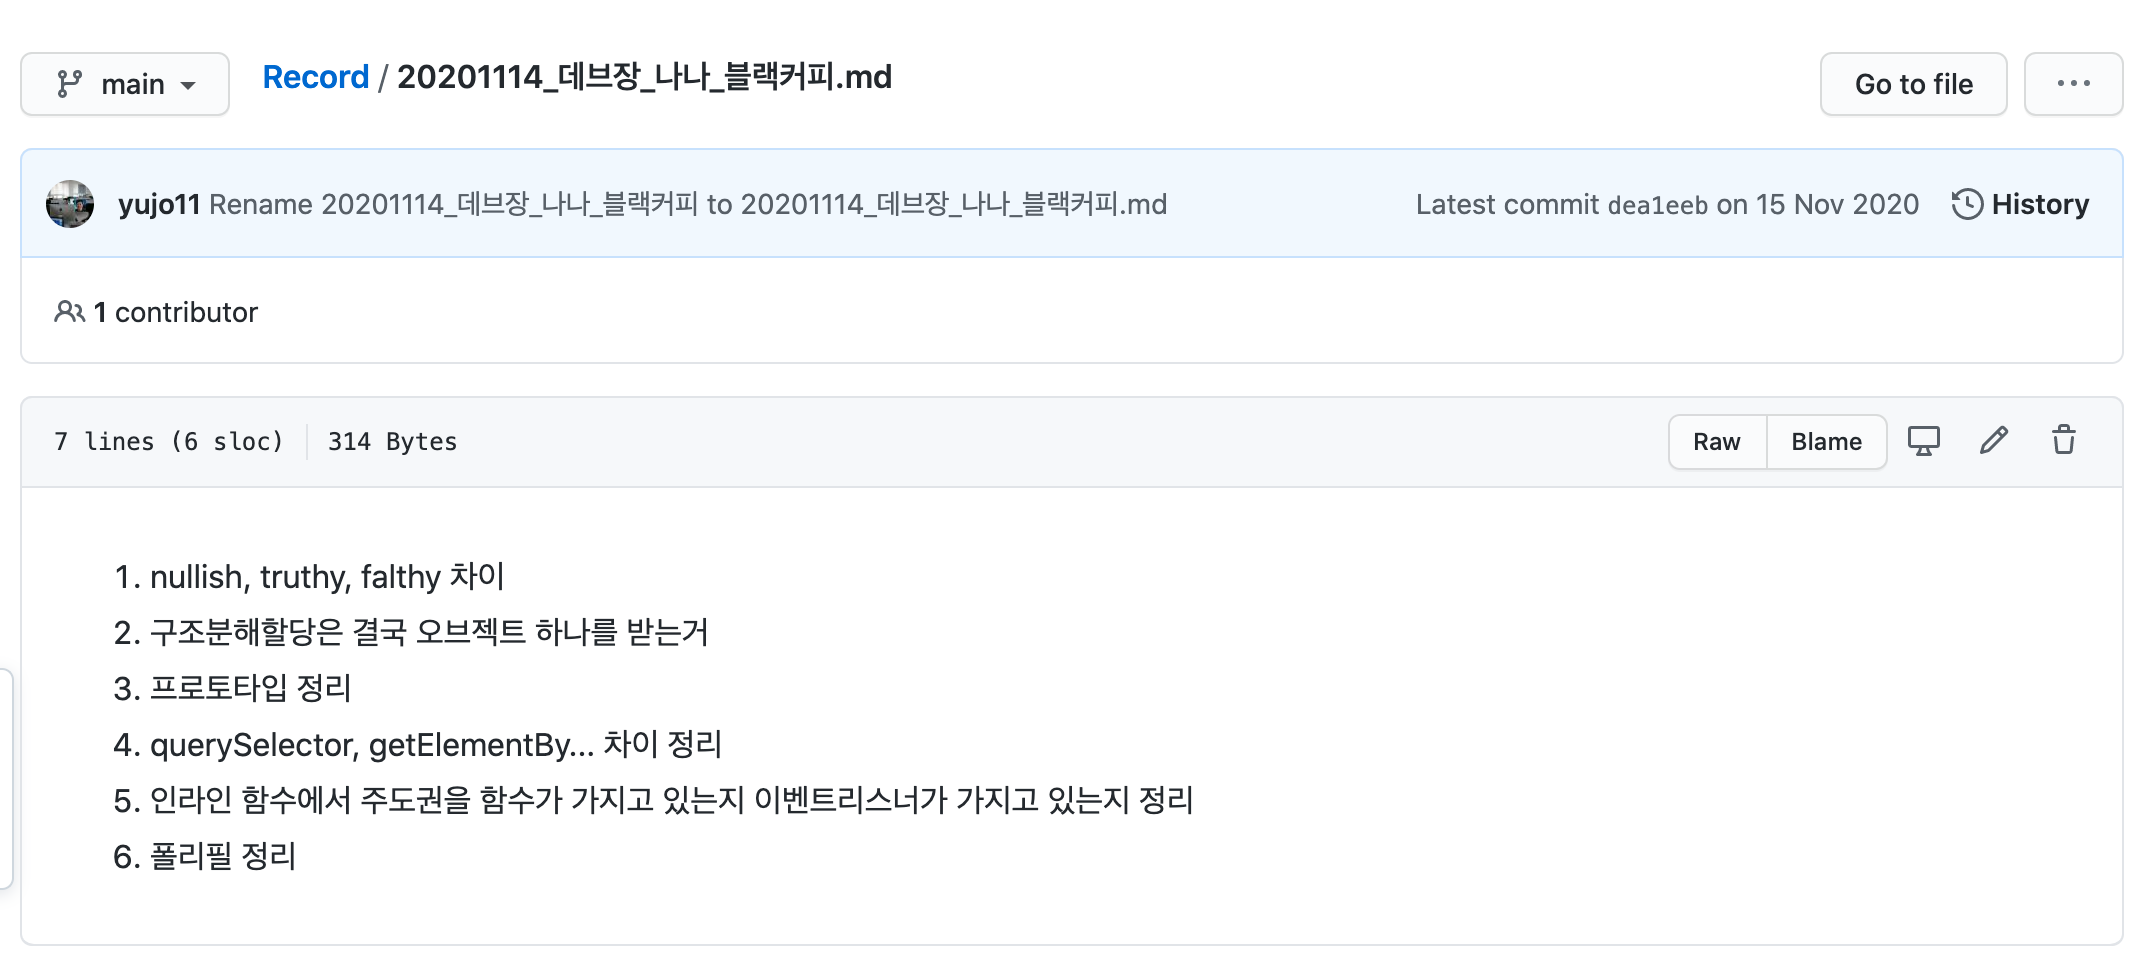 main
Record / 20201114_데브장_나나_블랙커피.md
Go to file
...
yujo11 Rename 20201114_데브장_나나_블랙커피 to 20201114_데브장_나나_블랙커피.md
Latest commit dea1eeb on 15 Nov 2020
History
1 contributor
7 lines (6 sloc)
314 Bytes
Raw
Blame
1. nullish, truthy, falthy 차이
2. 구조분해할당은 결국 오브젝트 하나를 받는거
3. 프로토타입 정리
4. querySelector, getElementBy... 차이 정리
5. 인라인 함수에서 주도권을 함수가 가지고 있는지 이벤트리스너가 가지고 있는지 정리
6. 폴리필 정리